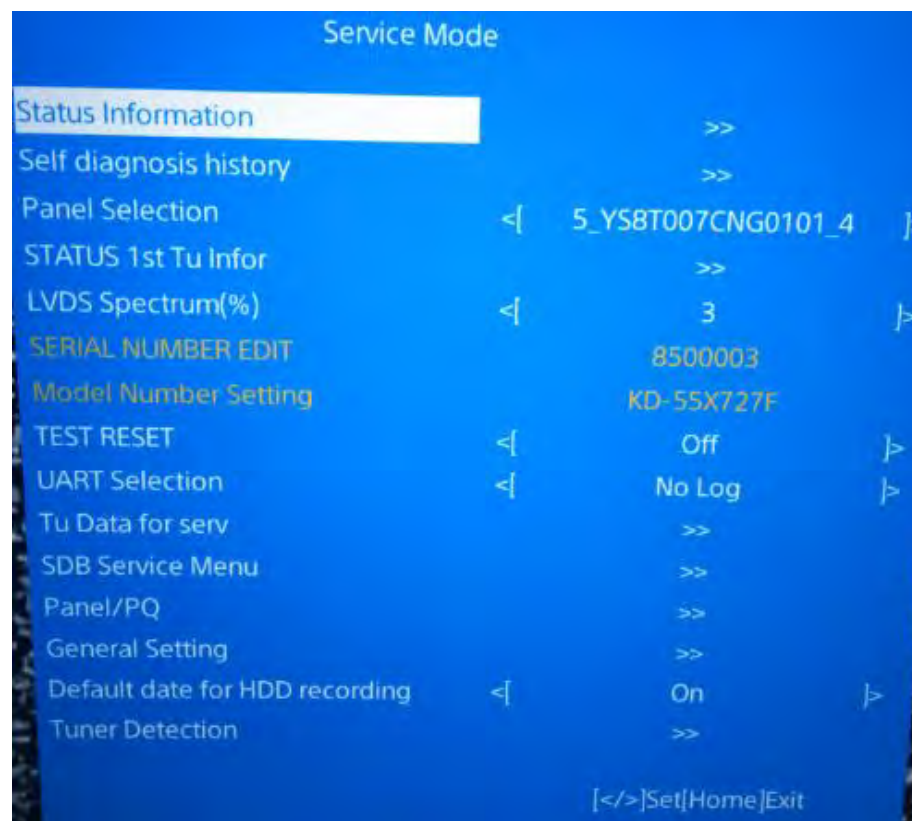 Service Mode
Status Information >>
Self diagnosis history >>
Panel Selection <[ 5_YS8T007CNG0101_4 ]>
STATUS 1st Tu Infor >>
LVDS Spectrum(%) <[ 3 ]>
SERIAL NUMBER EDIT 8500003
Model Number Setting KD-55X727F
TEST RESET <[ Off ]>
UART Selection <[ No Log ]>
Tu Data for serv >>
SDB Service Menu >>
Panel/PQ >>
General Setting >>
Default date for HDD recording <[ On ]>
Tuner Detection >>
[</>]Set[Home]Exit